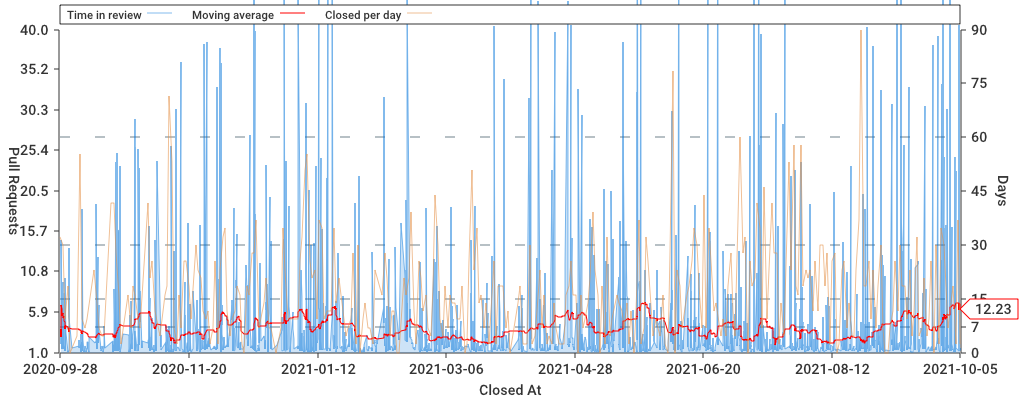 Time in review Moving average Closed per day
40.0 90
35.2 75
30.3 60
25.4 45
20.5 30
15.7 15
10.8 12.23
5.9 7
1.0 0
Pull Requests
Days
2020-09-28 2020-11-20 2021-01-12 2021-03-06 2021-04-28 2021-06-20 2021-08-12 2021-10-05
Closed At